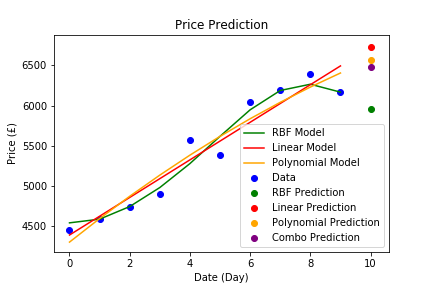 Price Prediction
Price (£)
6500
6000
5500
5000
4500
0
2
4
6
8
10
Date (Day)
RBF Model
Linear Model
Polynomial Model
Data
RBF Prediction
Linear Prediction
Polynomial Prediction
Combo Prediction